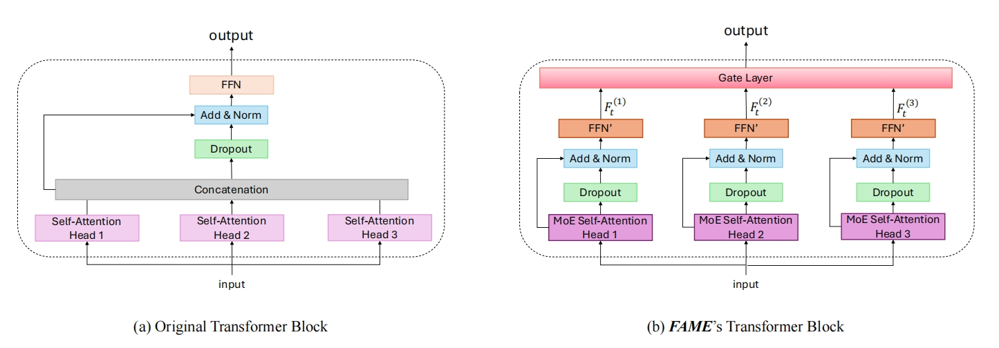 output
FFN
Add & Norm
Dropout
Concatenation
Self-Attention
Head 1
Self-Attention
Head 2
Self-Attention
Head 3
input
(a) Original Transformer Block
output
Gate Layer
F_t^{(1)}
F_t^{(2)}
F_t^{(3)}
FFN’
FFN’
FFN’
Add & Norm
Add & Norm
Add & Norm
Dropout
Dropout
Dropout
MoE Self-Attention
Head 1
MoE Self-Attention
Head 2
MoE Self-Attention
Head 3
input
(b) FAME’s Transformer Block